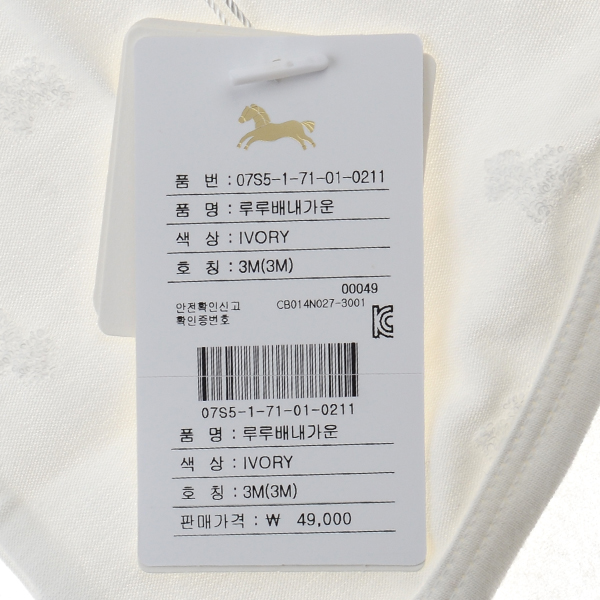 품 번 : 07S5-1-71-01-0211
품 명 : 루루배내가운
색 상 : IVORY
호 칭 : 3M(3M)
00049
안전확인신고 CB014N027-3001
확인증번호
07S5-1-71-01-0211
품 명 : 루루배내가운
색 상 : IVORY
호 칭 : 3M(3M)
판매가격 : ₩ 49,000